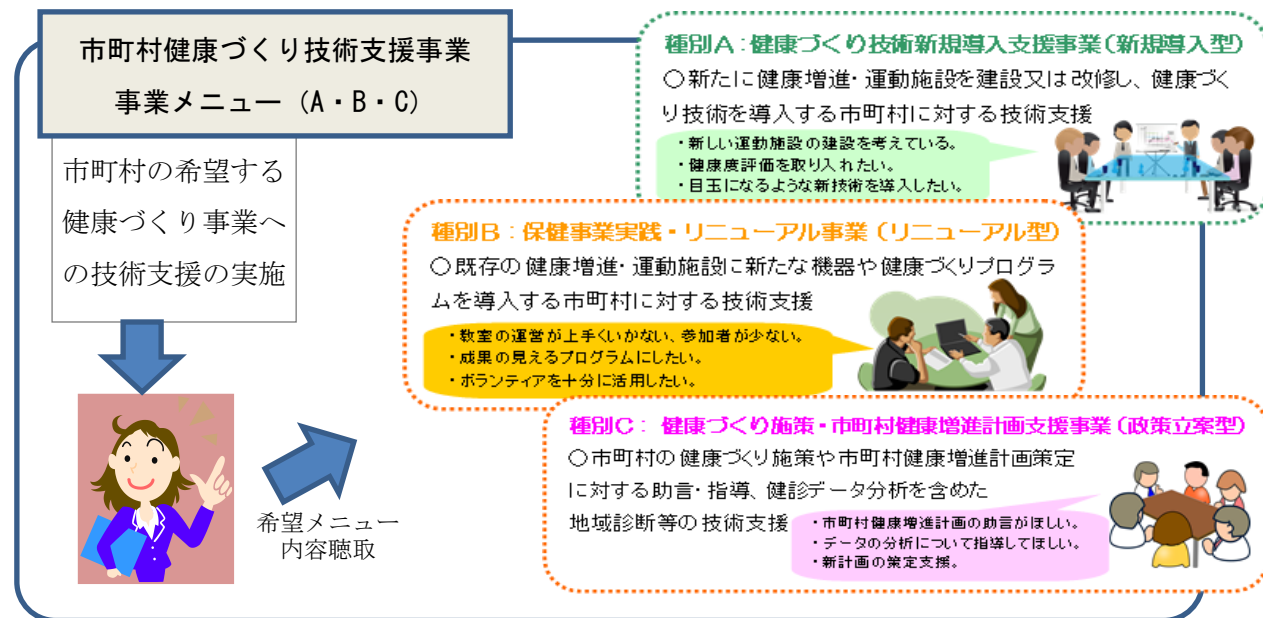 市町村健康づくり技術支援事業
事業メニュー（A・B・C）
市町村の希望する
健康づくり事業へ
の技術支援の実施
希望メニュー
内容聴取
種別A：健康づくり技術新規導入支援事業（新規導入型）
○新たに健康増進・運動施設を建設又は改修し、健康づく
り技術を導入する市町村に対する技術支援
・新しい運動施設の建設を考えている。
・健康度評価を取り入れたい。
・目玉になるような新技術を導入したい。
種別B：保健事業実践・リニューアル事業（リニューアル型）
○既存の健康増進・運動施設に新たな機器や健康づくりプログラ
ムを導入する市町村に対する技術支援
・教室の運営が上手くいかない、参加者が少ない。
・成果の見えるプログラムにしたい。
・ボランティアを十分に活用したい。
種別C： 健康づくり施策・市町村健康増進計画支援事業（政策立案型）
○市町村の健康づくり施策や市町村健康増進計画策定
に対する助言・指導、健診データ分析を含めた
地域診断等の技術支援
・市町村健康増進計画の助言がほしい。
・データの分析について指導してほしい。
・新計画の策定支援。